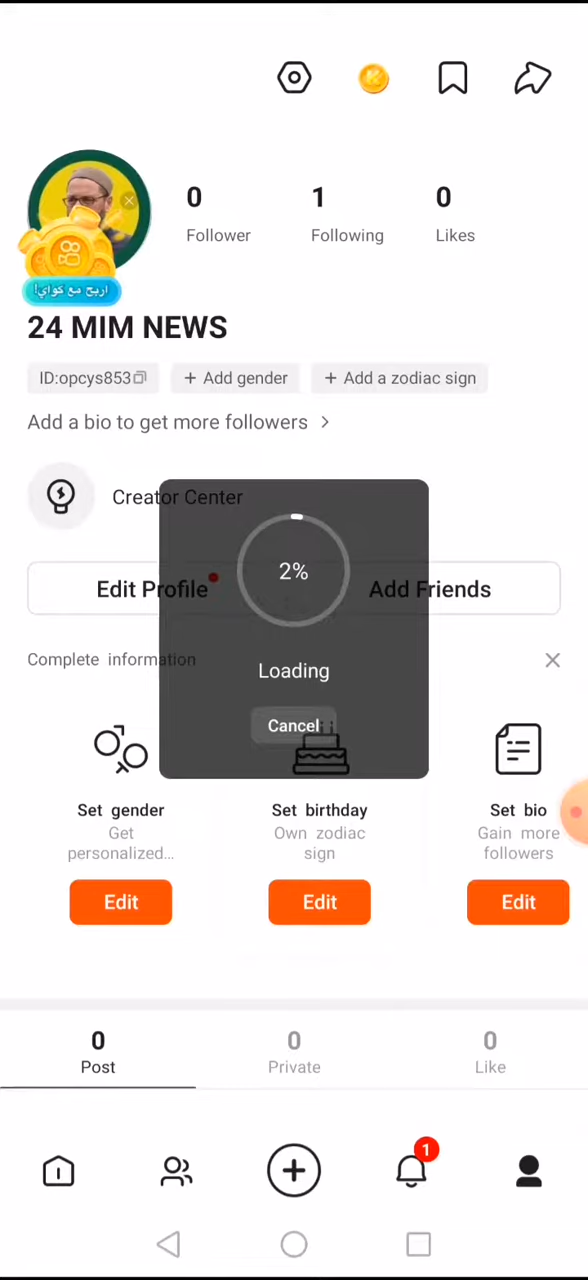 0
1
0
Follower
Following
Likes
اربح مع كواي!
24 MIM NEWS
ID:opcys853
+ Add gender
+ Add a zodiac sign
Add a bio to get more followers >
Creator Center
2%
Edit Profile
Add Friends
Complete information
Loading
Cancel
Set gender
Get
personalized...
Edit
Set birthday
Own zodiac
sign
Edit
Set bio
Gain more
followers
Edit
0
Post
0
Private
0
Like
1